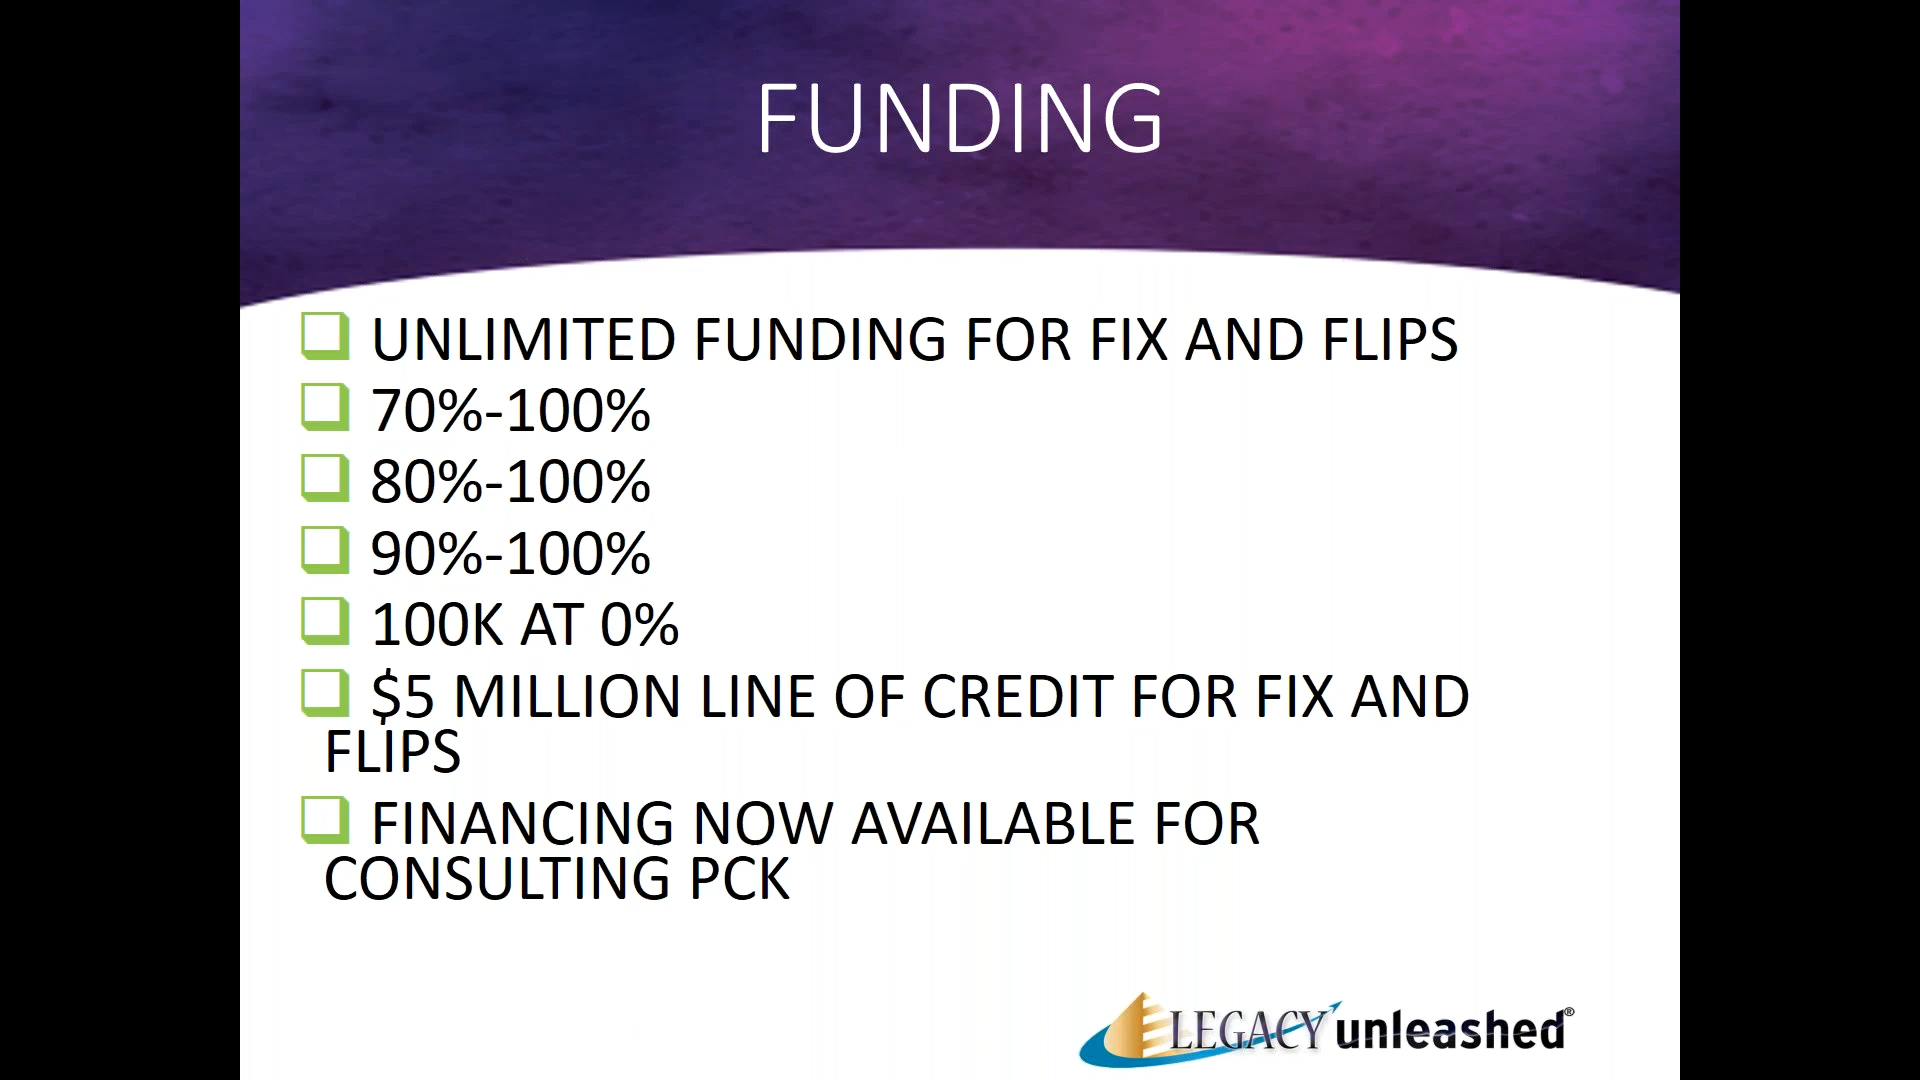 FUNDING
UNLIMITED FUNDING FOR FIX AND FLIPS
70%-100%
80%-100%
90%-100%
100K AT 0%
$5 MILLION LINE OF CREDIT FOR FIX AND
FLIPS
FINANCING NOW AVAILABLE FOR
CONSULTING PCK
LEGACY unleashed®